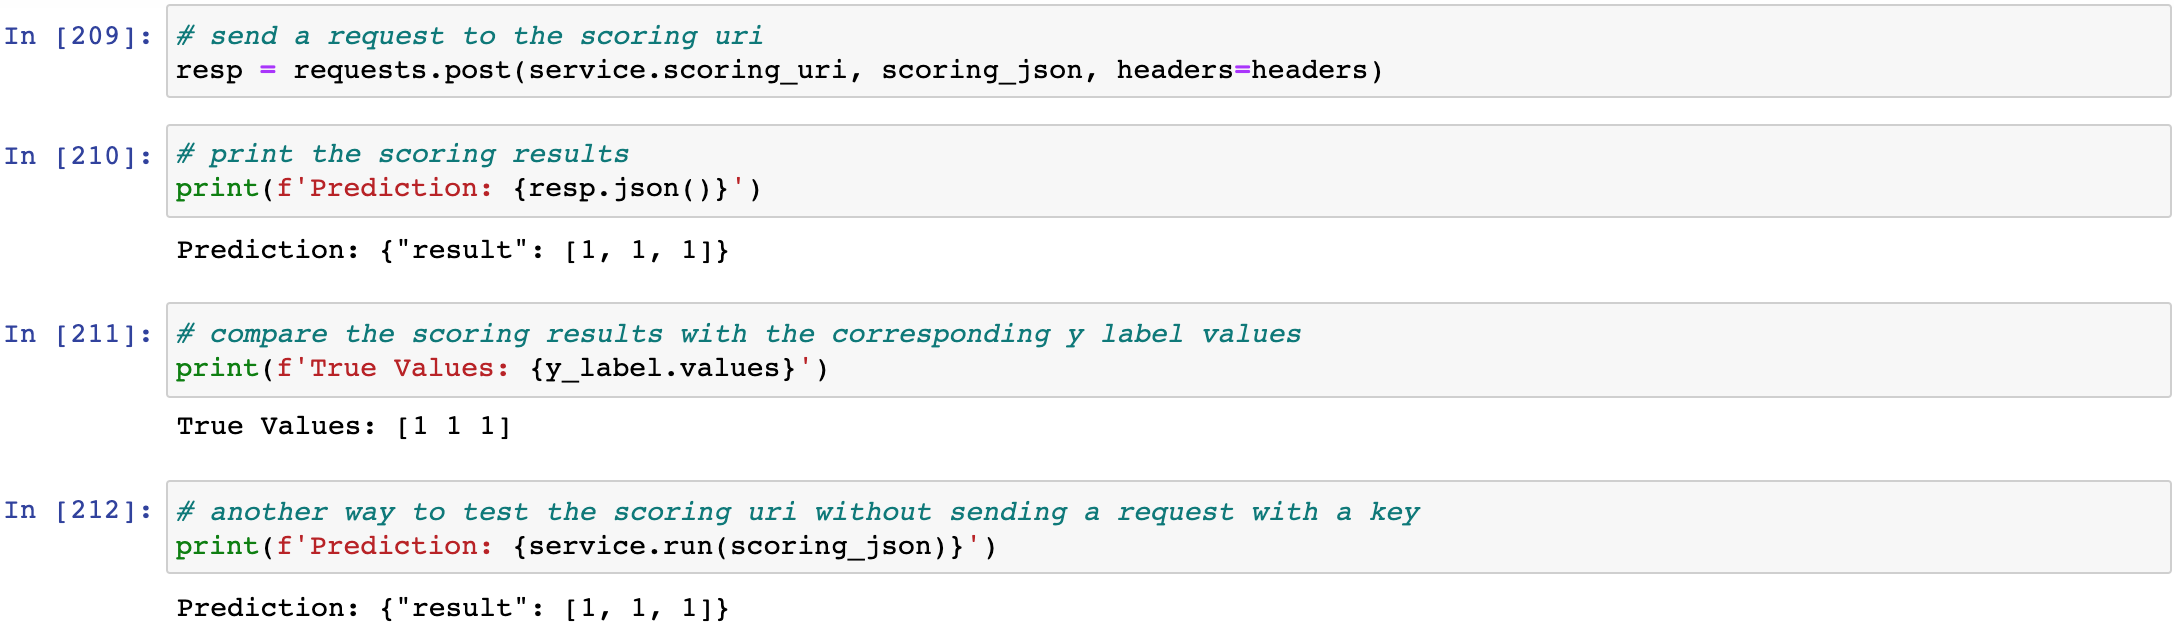 In [209]: # send a request to the scoring uri
resp = requests.post(service.scoring_uri, scoring_json, headers=headers)
In [210]: # print the scoring results
print(f'Prediction: {resp.json()}')
Prediction: {"result": [1, 1, 1]}
In [211]: # compare the scoring results with the corresponding y label values
print(f'True Values: {y_label.values}')
True Values: [1 1 1]
In [212]: # another way to test the scoring uri without sending a request with a key
print(f'Prediction: {service.run(scoring_json)}')
Prediction: {"result": [1, 1, 1]}